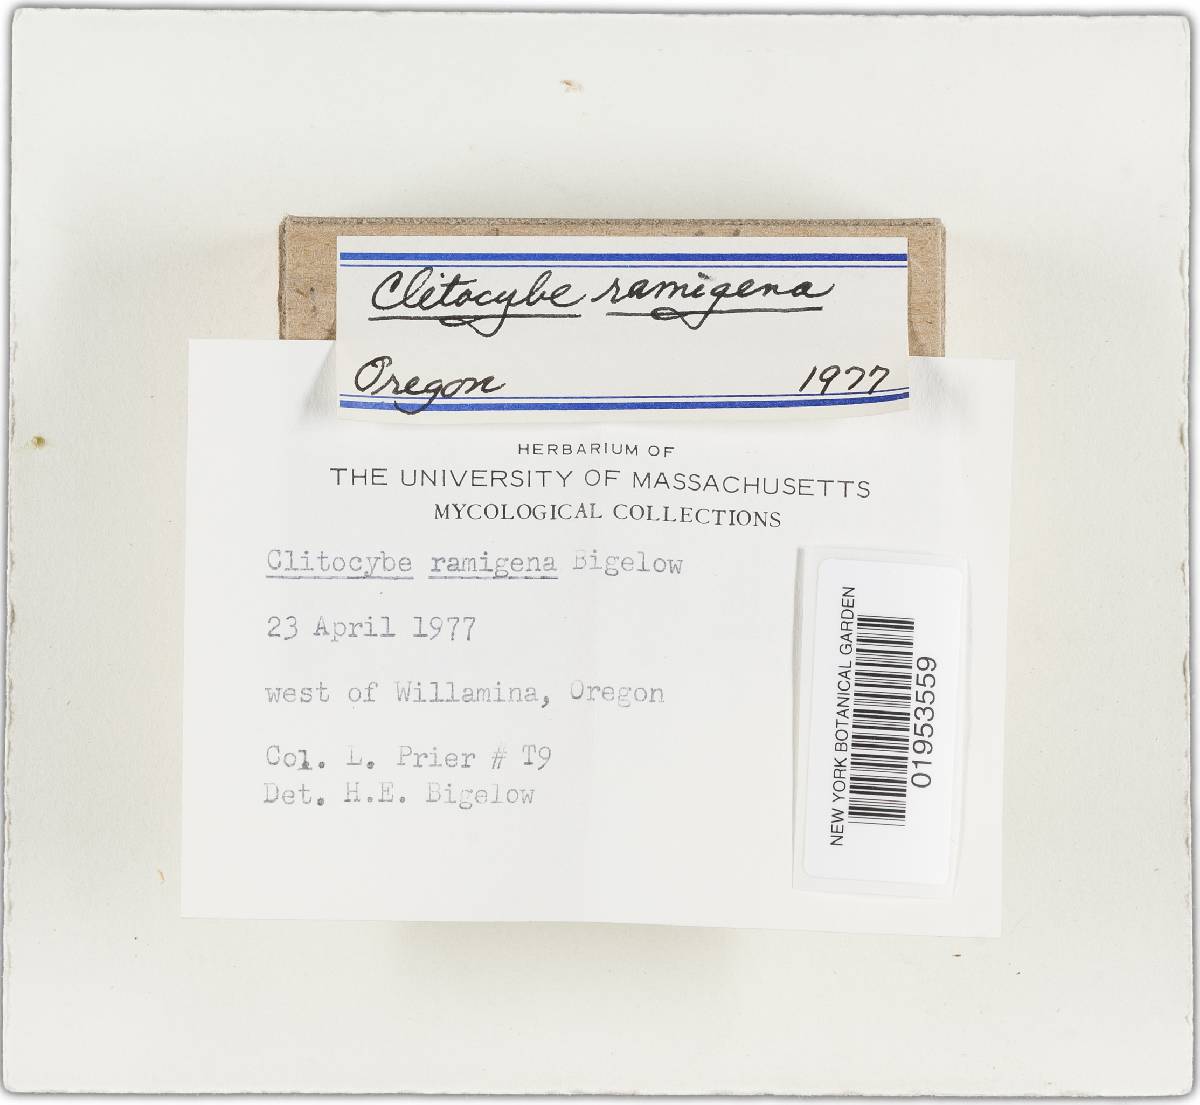 Clitocybe ramigena
Oregon 1977
HERBARIUM OF
THE UNIVERSITY OF MASSACHUSETTS
MYCOLOGICAL COLLECTIONS
Clitocybe ramigena Bigelow
23 April 1977
west of Willamina, Oregon
Col. L. Prier # T9
Det. H.E. Bigelow
NEW YORK BOTANICAL GARDEN
01953559